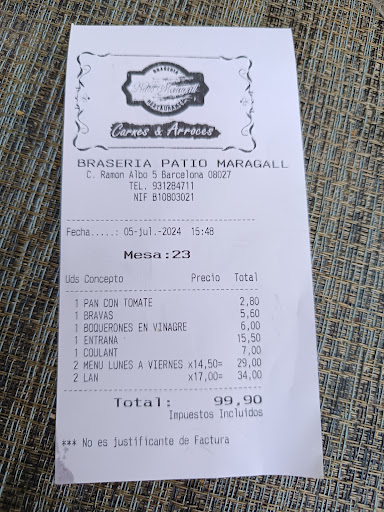 BRASERIA
RESTAURANT
Carnes & Arroces
BRASERIA PATIO MARAGALL
C. Ramon Albo 5 Barcelona 08027
TEL. 931284711
NIF B10803021
Fecha.....: 05-jul.-2024 15:48
Mesa:23
Uds Concepto Precio Total
1 PAN CON TOMATE 2,80
1 BRAVAS 5,60
1 BOQUERONES EN VINAGRE 6,00
1 ENTRANA 15,50
1 COULANT 7,00
2 MENU LUNES A VIERNES x14,50= 29,00
2 LAN x17,00= 34,00
Total: 99,90
Impuestos Incluidos
*** No es justificante de Factura